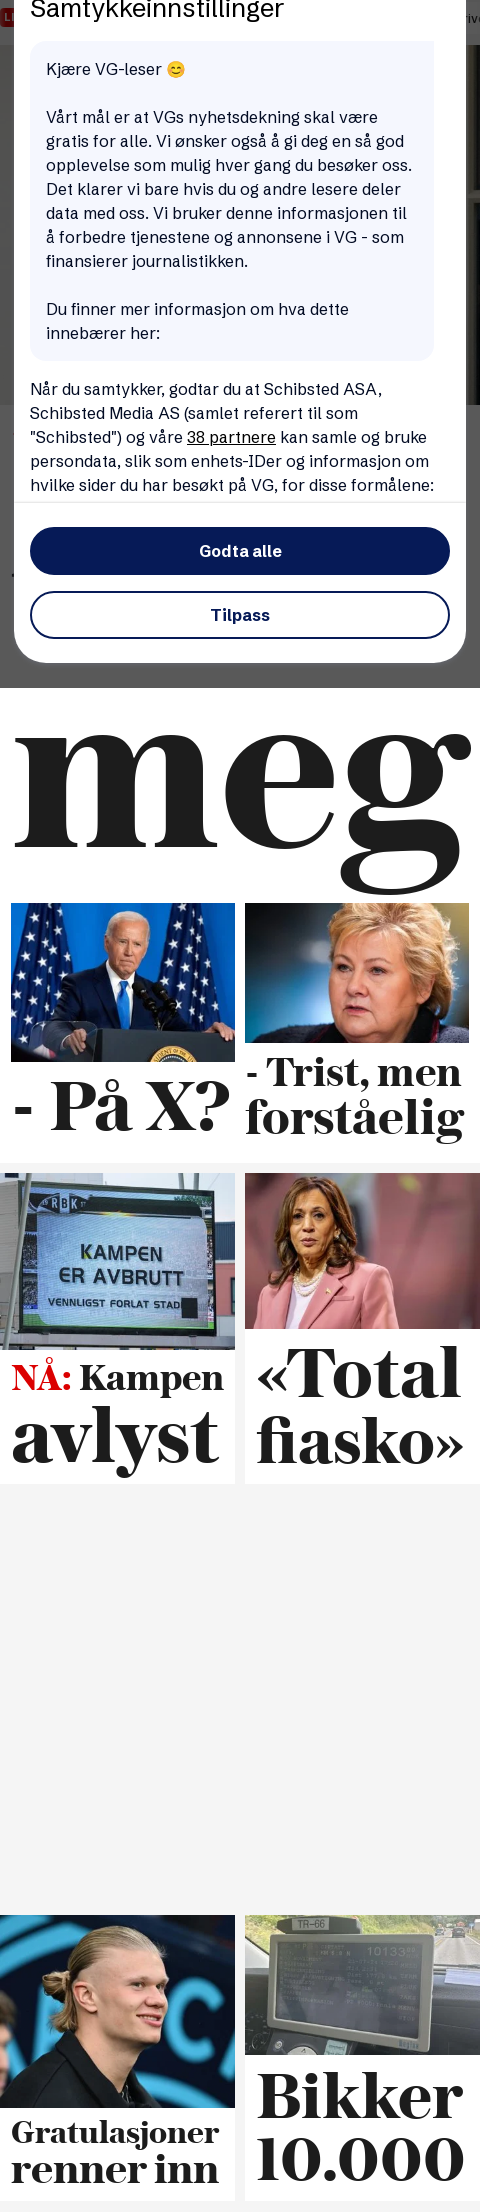 Samtykkeinnstillinger
Kjære VG-leser 😊
Vårt mål er at VGs nyhetsdekning skal være
gratis for alle. Vi ønsker også å gi deg en så god
opplevelse som mulig hver gang du besøker oss.
Det klarer vi bare hvis du og andre lesere deler
data med oss. Vi bruker denne informasjonen til
å forbedre tjenestene og annonsene i VG - som
finansierer journalistikken.
Du finner mer informasjon om hva dette
innebærer her:
Når du samtykker, godtar du at Schibsted ASA,
Schibsted Media AS (samlet referert til som
"Schibsted") og våre 38 partnere kan samle og bruke
persondata, slik som enhets-IDer og informasjon om
hvilke sider du har besøkt på VG, for disse formålene:
Godta alle
Tilpass
meg
- På X?
- Trist, men
forståelig
RBK
KAMPEN
ER AVBRUTT
VENNLIGST FORLAT STAD
NÅ: Kampen
avlyst
«Total
fiasko»
Gratulasjoner
renner inn
TR-66
10133
Bikker
10.000